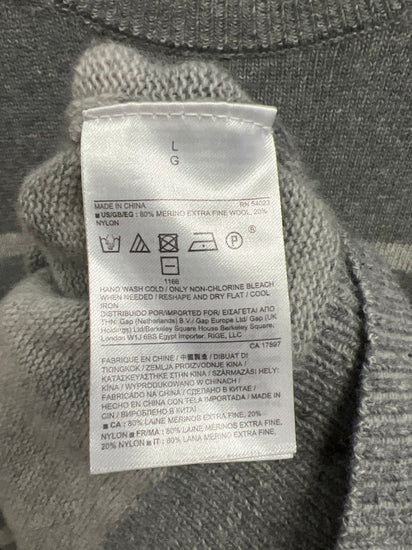 L
G
MADE IN CHINA RN 54023
■ US/GB/EG : 80% MERINO EXTRA FINE WOOL, 20%
NYLON
P
1166
HAND WASH COLD / ONLY NON-CHLORINE BLEACH
WHEN NEEDED / RESHAPE AND DRY FLAT / COOL
IRON
DISTRIBUTED POR/IMPORTED BY/ΕΙΣΑΓΕΤΑΙ ΑΠΟ
ΤΗΝ: Gap (Netherlands) B.V./ Gap Europe Ltd/ Gap (UK
Holdings) Ltd/Berkeley Square House Berkeley Square,
London W1J 6BS Egypt Importer: RIGE, LLC
CA 17897
FABRIQUE EN CHINE / 中國製造 / DIBUAT DI
TIONGKOK / ZEMLJA PROIZVODNJE KINA /
ΚΑΤΑΣΚΕΥΑΣΤΗΚΕ ΣΤΗΝ ΚΙΝΑ / SZÁRMAZÁSI HELY:
KÍNA / WYPRODUKOWANO W CHINACH /
FABRICADO NA CHINA / СДЕЛАНО В КИТАЕ /
HECHO EN CHINA CON TELA IMPORTADA / MADE IN
ÇIN / ВИРОБЛЕНО В КИТАЇ
■ CA : 80% LAINE MERINOS EXTRA FINE, 20%
NYLON ■ FR/MA : 80% LAINE MERINOS EXTRA FINE,
20% NYLON ■ IT : 80% LANA MERINO EXTRA FINE,